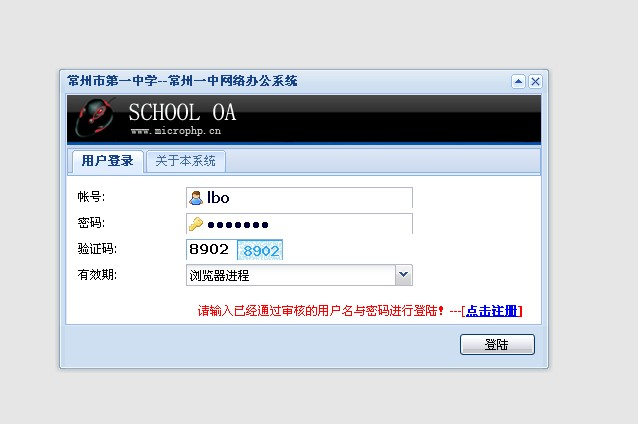 常州市第一中学--常州一中网络办公系统
SCHOOL OA
www.microphp.cn
用户登录 关于本系统
帐号: lbo
密码: ●●●●●●●
验证码: 8902 8902
有效期: 浏览器进程
请输入已经通过审核的用户名与密码进行登陆！---[点击注册]
登陆